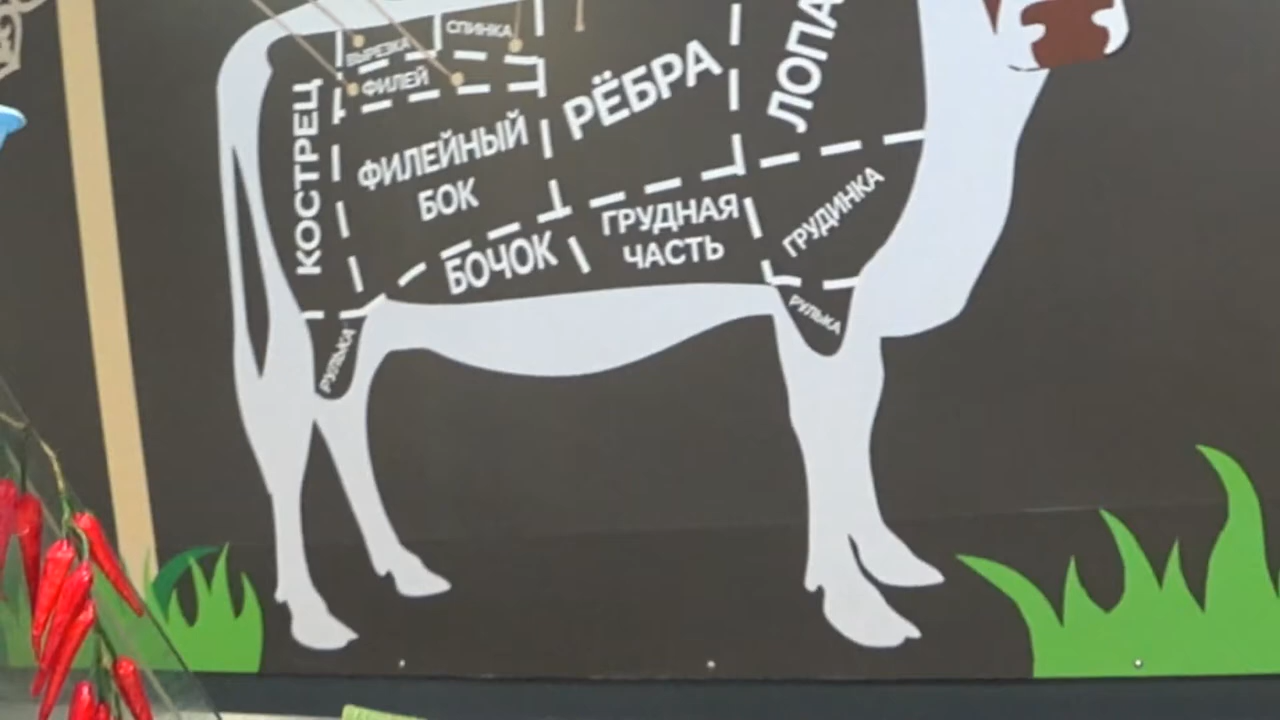 СПИНКА
ВЫРЕЗКА
ФИЛЕЙ
КОСТРЕЦ
ФИЛЕЙНЫЙ
БОК
РЁБРА
ЛОПА
БОЧОК
ГРУДНАЯ
ЧАСТЬ
ГРУДИНКА
РУЛЬКА
РУЛЬКА